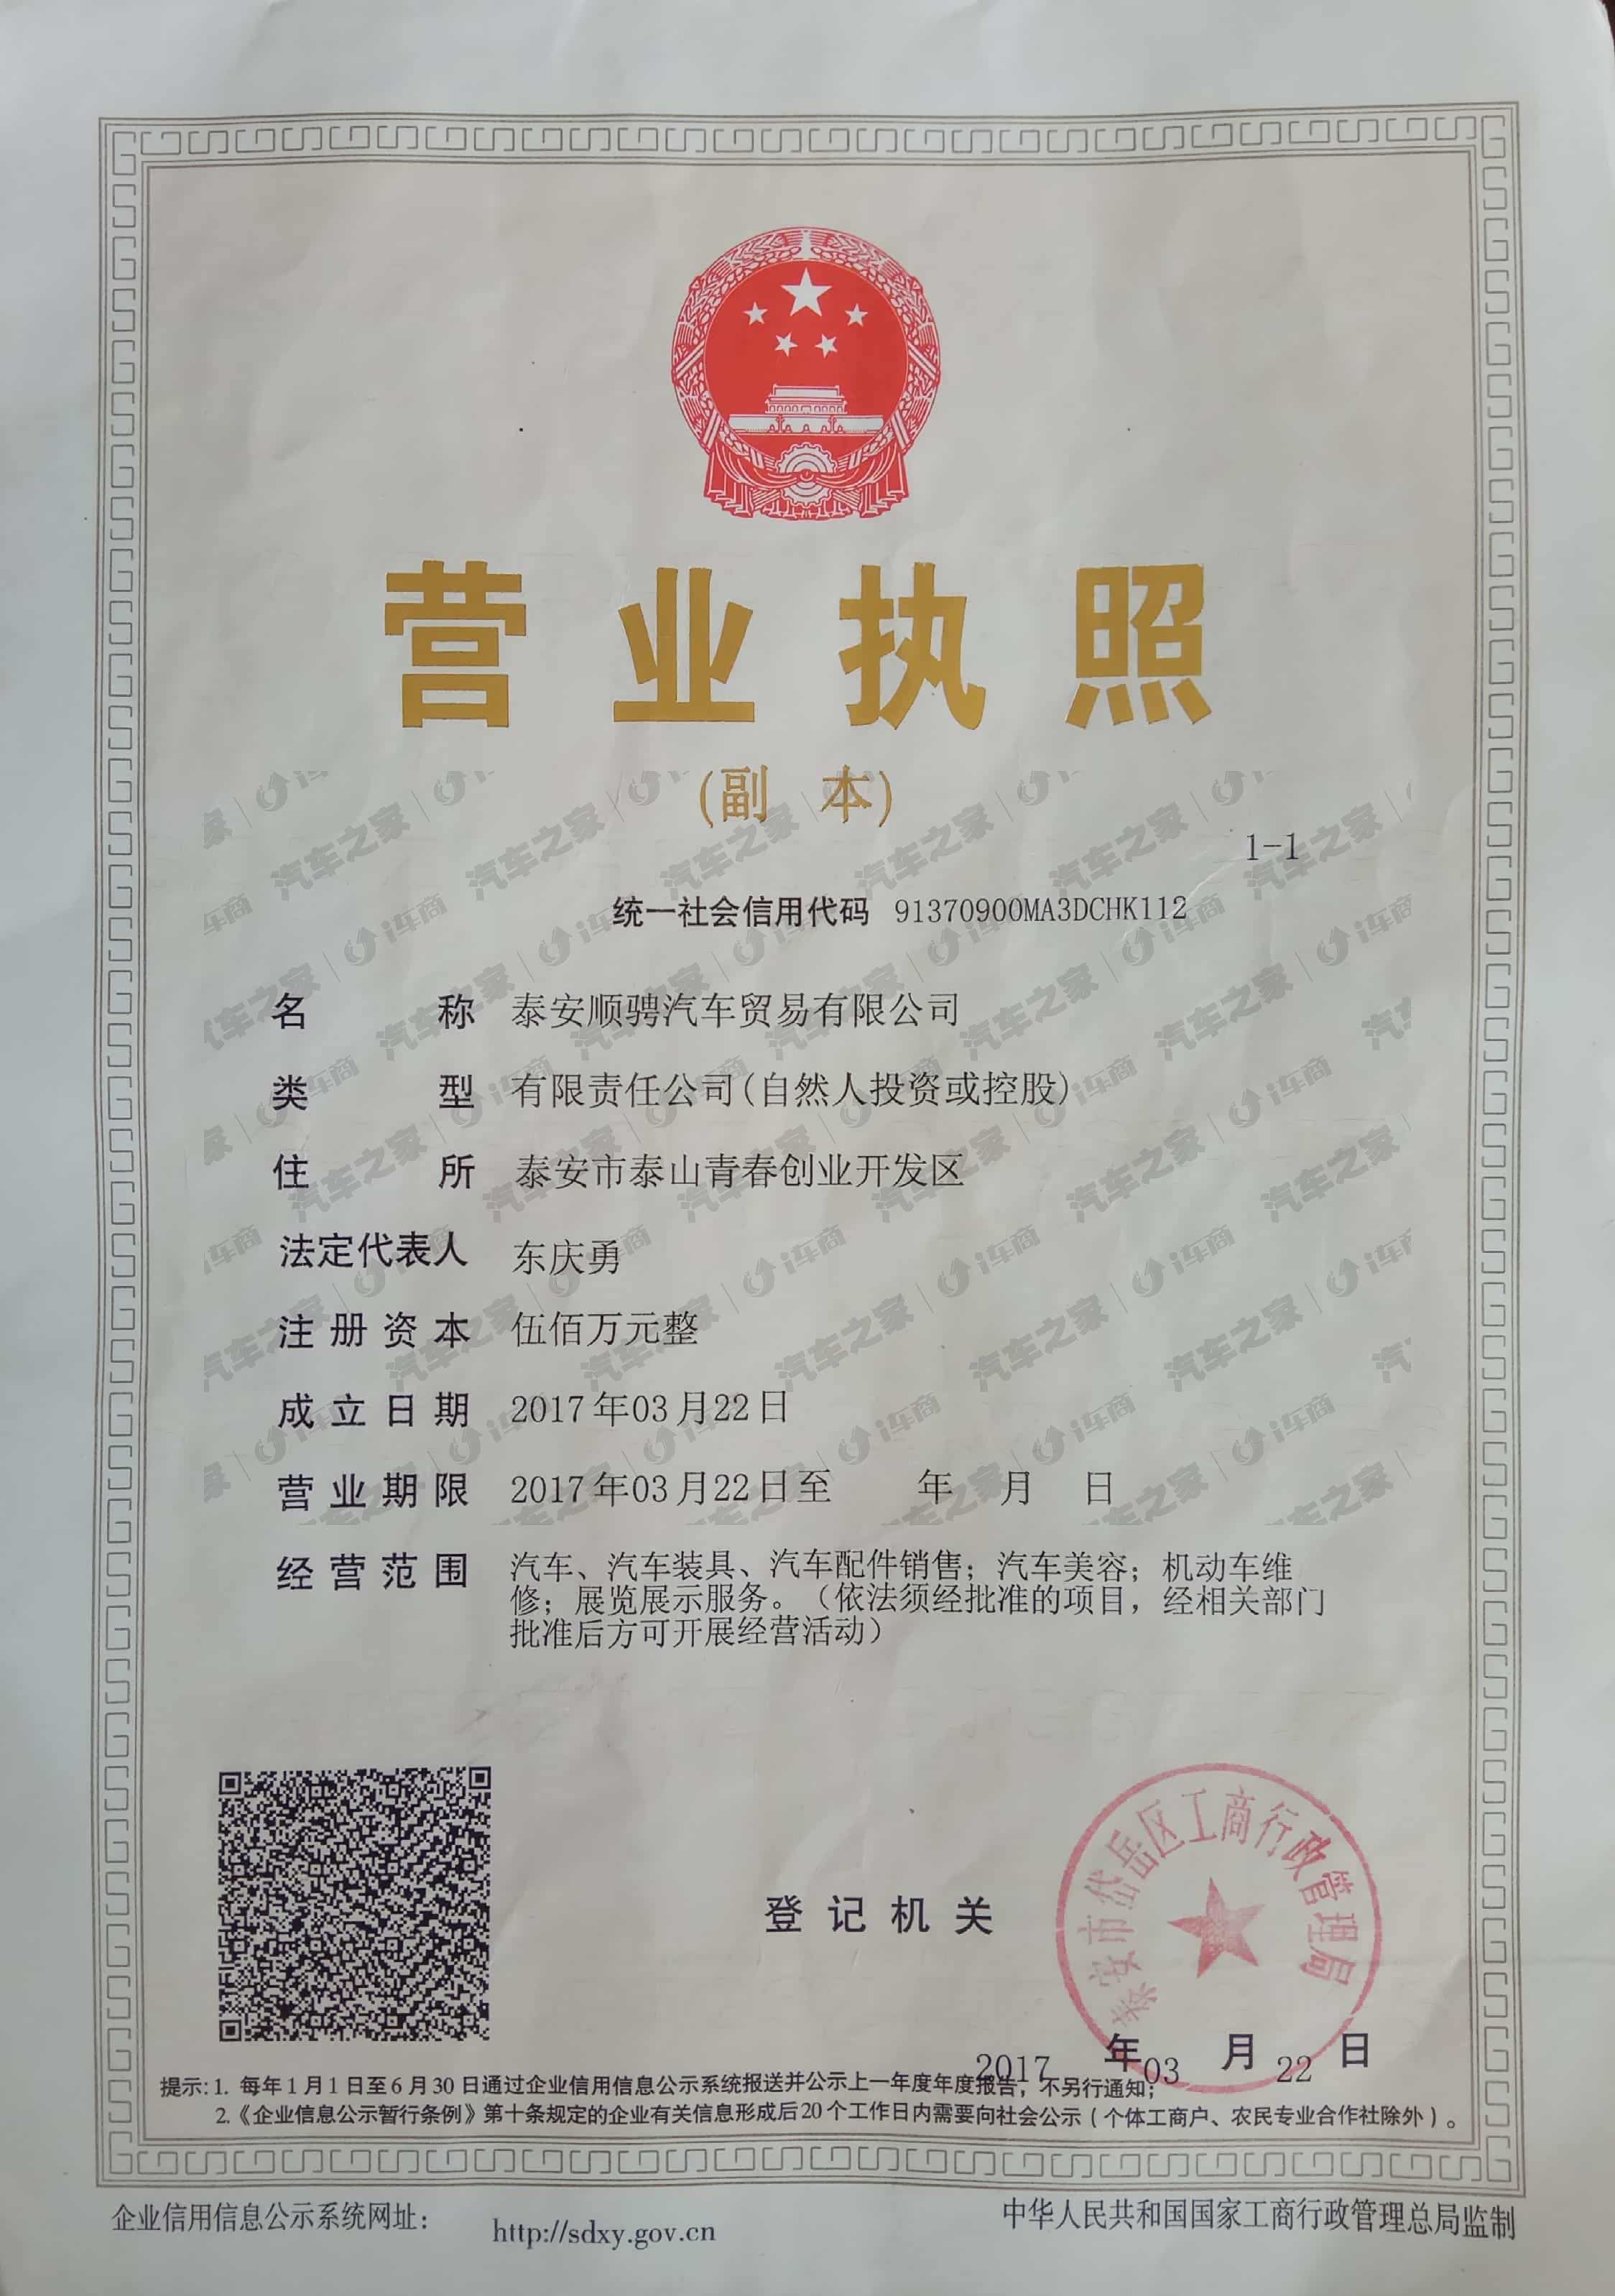 营业执照
(副 本)
1-1
统一社会信用代码 91370900MA3DCHK112
名 称 泰安顺骋汽车贸易有限公司
类 型 有限责任公司(自然人投资或控股)
住 所 泰安市泰山青春创业开发区
法定代表人 东庆勇
注册资本 伍佰万元整
成立日期 2017年03月22日
营业期限 2017年03月22日至 年 月 日
经营范围 汽车、汽车装具、汽车配件销售；汽车美容；机动车维
修；展览展示服务。（依法须经批准的项目，经相关部门
批准后方可开展经营活动）
泰安市岱岳区工商行政管理局
登记机关
2017年03月22日
提示:1. 每年1月1日至6月30日通过企业信用信息公示系统报送并公示上一年度年度报告，不另行通知；
2.《企业信息公示暂行条例》第十条规定的企业有关信息形成后20个工作日内需要向社会公示（个体工商户、农民专业合作社除外）。
企业信用信息公示系统网址： http://sdxy.gov.cn
中华人民共和国国家工商行政管理总局监制
汽车之家 | i车商